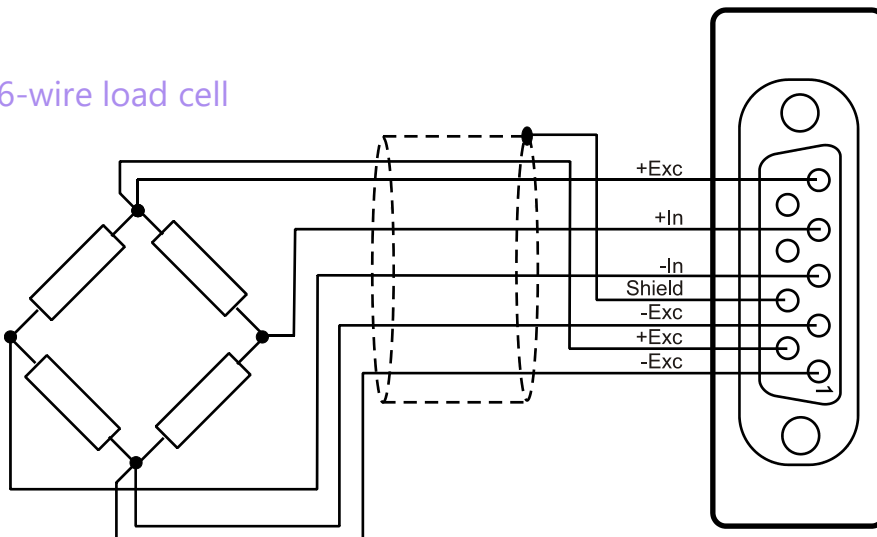 6-wire load cell
+Exc
+In
-In
Shield
-Exc
+Exc
-Exc
1